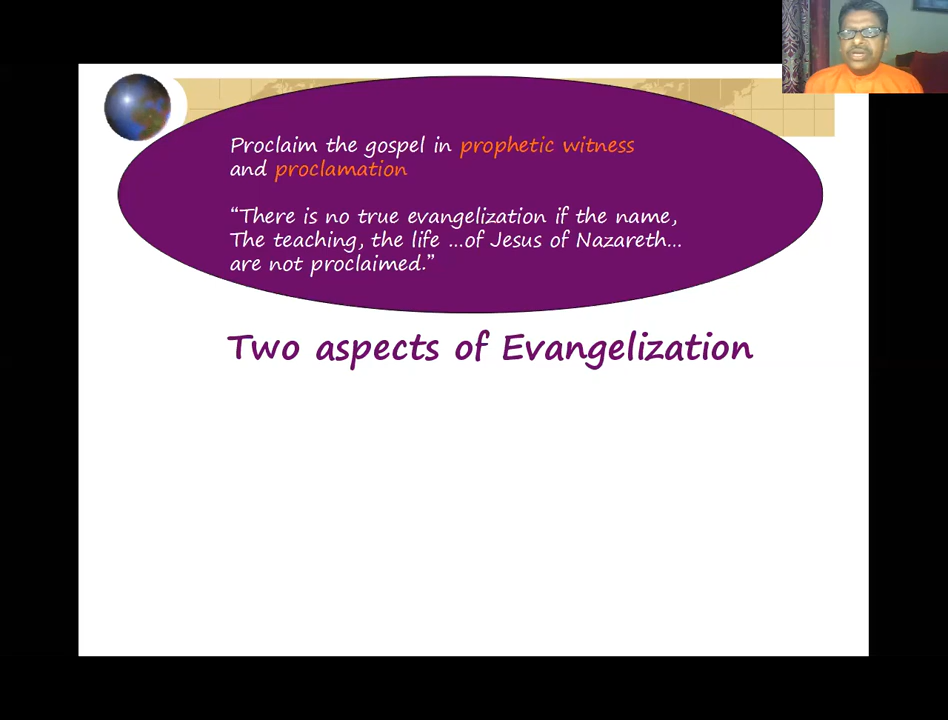 Proclaim the gospel in prophetic witness
and proclamation
“There is no true evangelization if the name,
The teaching, the life ...of Jesus of Nazareth...
are not proclaimed.”
Two aspects of Evangelization